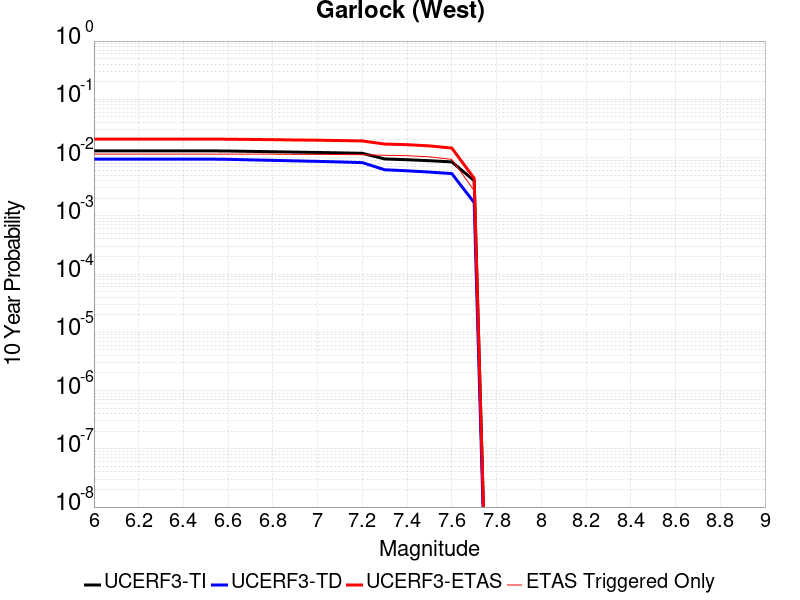 Garlock (West)
10 Year Probability
10^0
10^-1
10^-2
10^-3
10^-4
10^-5
10^-6
10^-7
10^-8
6 6.2 6.4 6.6 6.8 7 7.2 7.4 7.6 7.8 8 8.2 8.4 8.6 8.8 9
Magnitude
UCERF3-TI UCERF3-TD UCERF3-ETAS ETAS Triggered Only